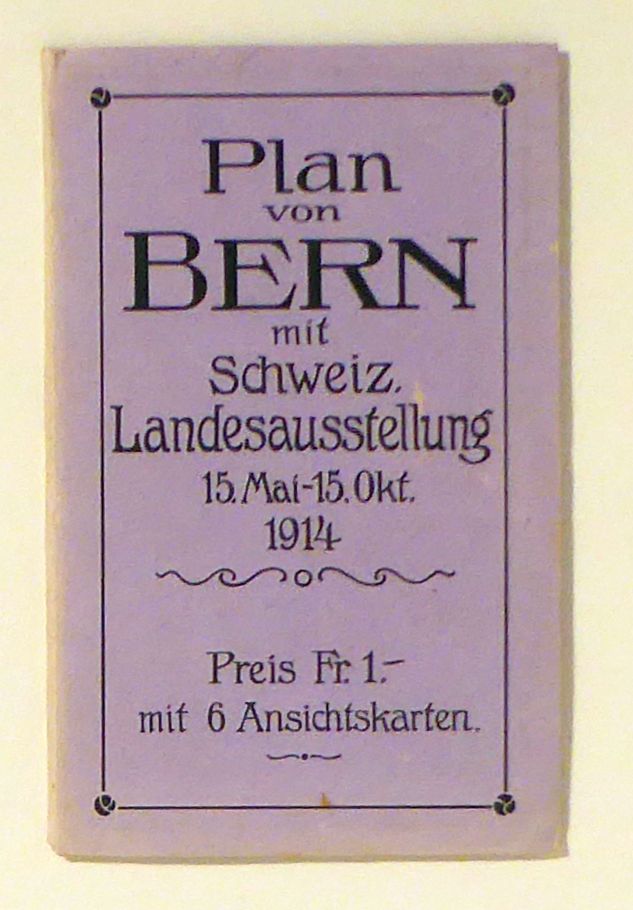 Plan
von
BERN
mit
Schweiz.
Landesausstellung
15. Mai-15. Okt.
1914
Preis Fr. 1.–
mit 6 Ansichtskarten.